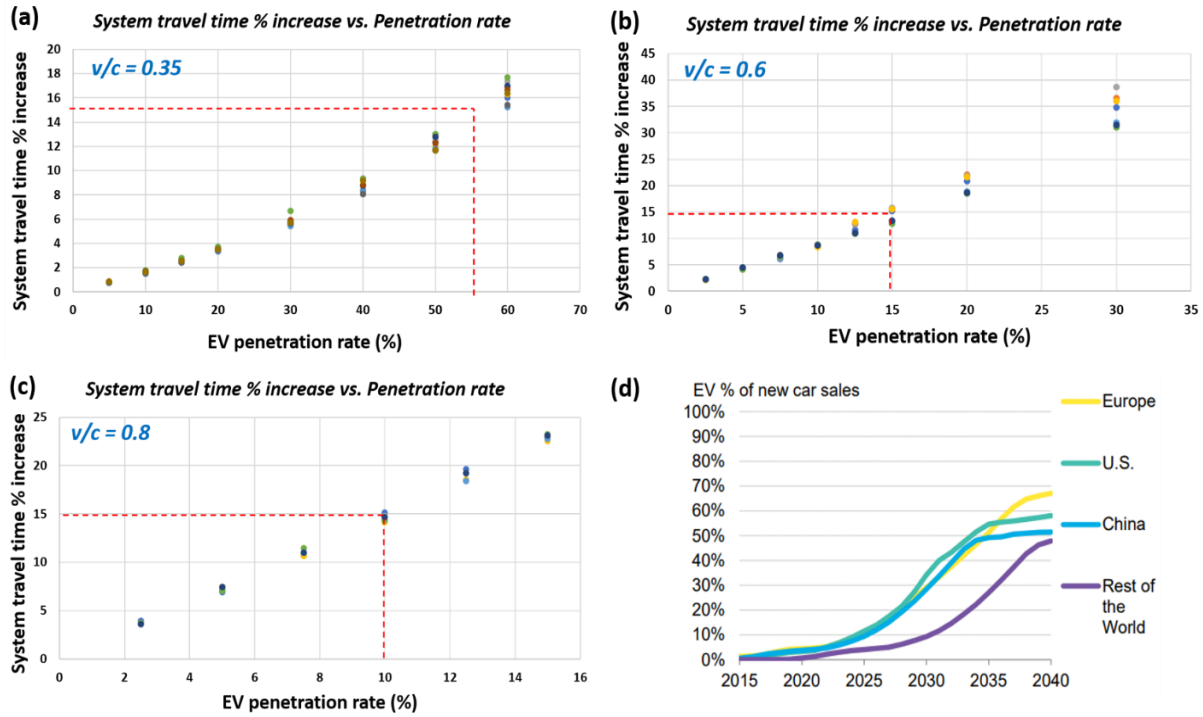 (a)
System travel time % increase vs. Penetration rate
v/c = 0.35
System travel time % increase
20
18
16
14
12
10
8
6
4
2
0
0 10 20 30 40 50 60 70
EV penetration rate (%)
(b)
System travel time % increase vs. Penetration rate
v/c = 0.6
System travel time % increase
45
40
35
30
25
20
15
10
5
0
0 5 10 15 20 25 30 35
EV penetration rate (%)
(c)
System travel time % increase vs. Penetration rate
v/c = 0.8
System travel time % increase
25
20
15
10
5
0
0 2 4 6 8 10 12 14 16
EV penetration rate (%)
(d)
EV % of new car sales
100%
90%
80%
70%
60%
50%
40%
30%
20%
10%
0%
2015 2020 2025 2030 2035 2040
Europe
U.S.
China
Rest of
the
World